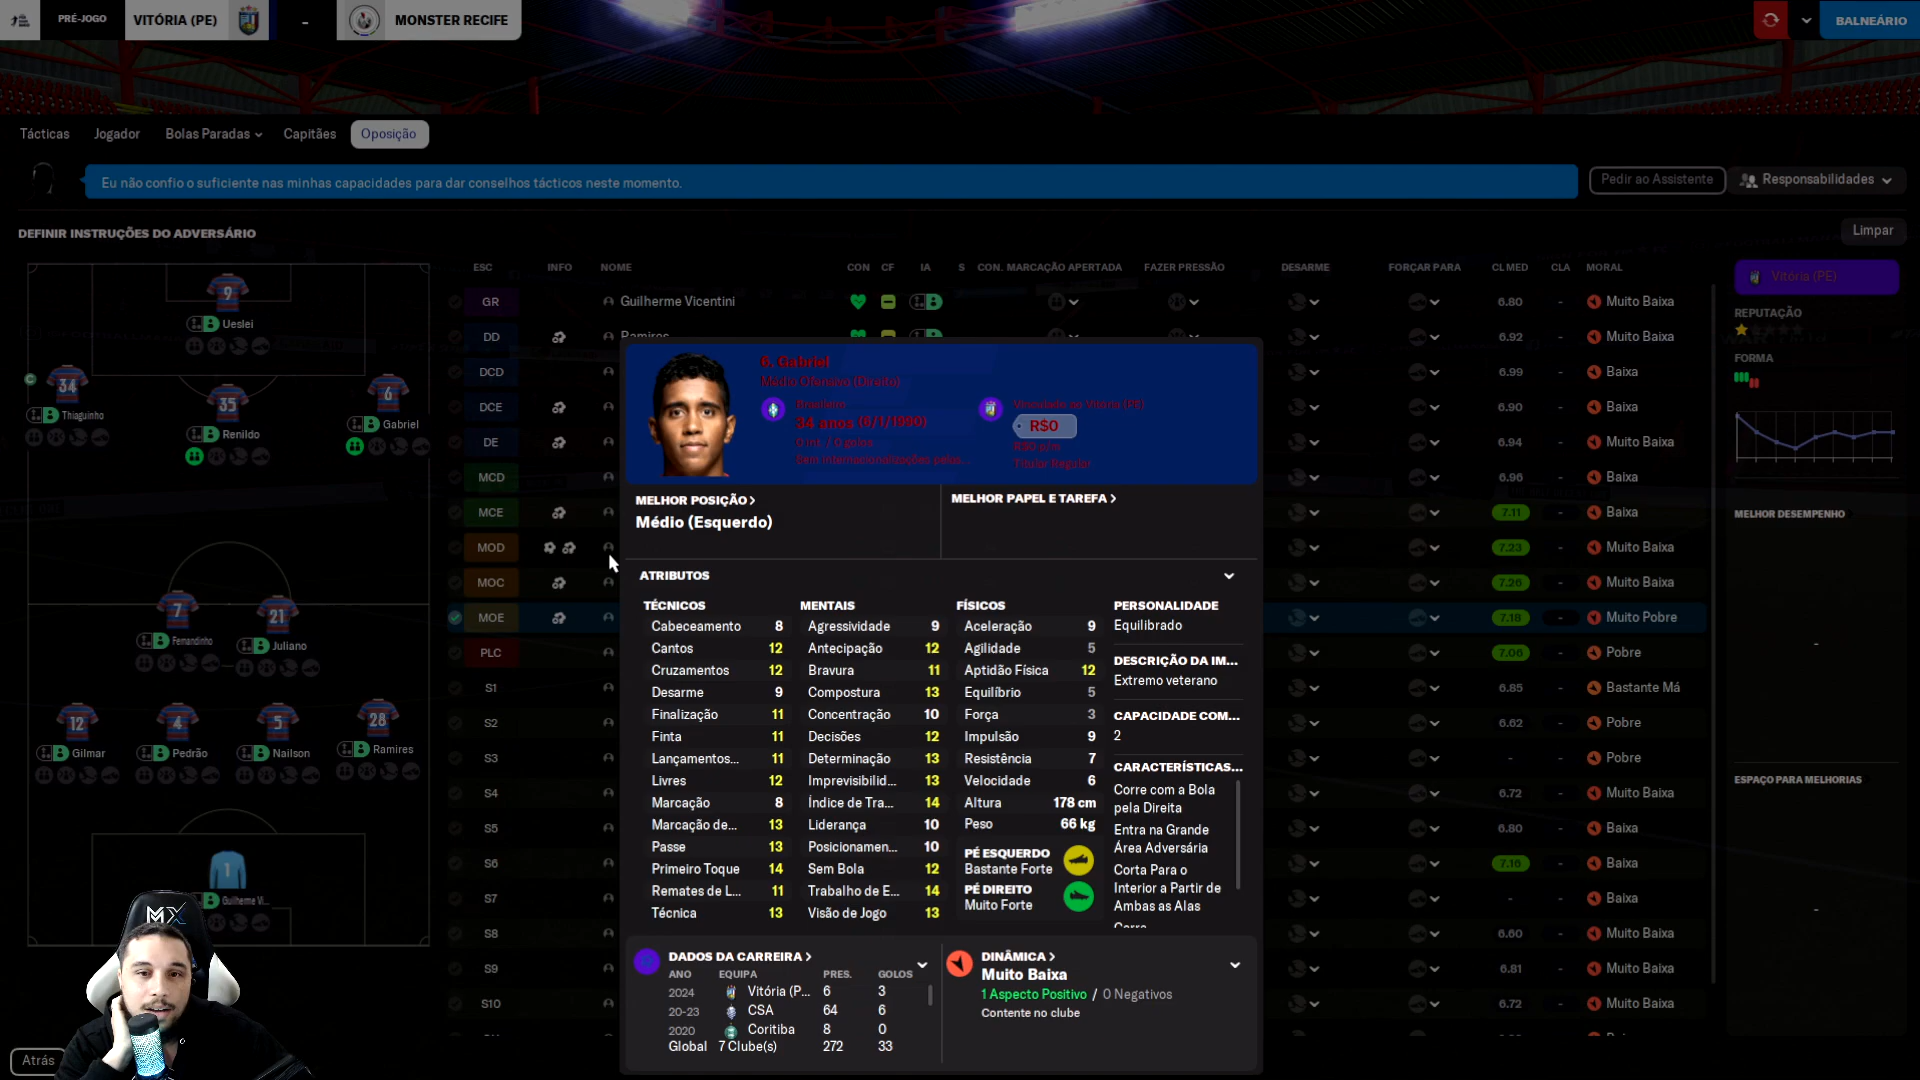 PRÉ-JOGO
VITÓRIA (PE)
-
MONSTER RECIFE
BALNEÁRIO
Tácticas
Jogador
Bolas Paradas
Capitães
Oposição
Eu não confio o suficiente nas minhas capacidades para dar conselhos tácticos neste momento.
Pedir ao Assistente
Responsabilidades
DEFINIR INSTRUÇÕES DO ADVERSÁRIO
Limpar
9
Ueslei
34
Thiaguinho
35
Renildo
6
Gabriel
7
Fernandinho
21
Juliano
12
Gilmar
4
Pedrão
5
Nailson
28
Ramires
1
Guilherme Vi...
MX
Atrás
ESC INFO NOME CON CF IA S CON. MARCAÇÃO APERTADA FAZER PRESSÃO DESARME FORÇAR PARA CL MED CLA MORAL
GR Guilherme Vicentini 6.80 - Muito Baixa
DD Ramires 6.92 - Muito Baixa
DCD 6.99 - Baixa
DCE 6.90 - Baixa
DE 6.94 - Muito Baixa
MCD 6.96 - Baixa
MCE 7.11 - Baixa
MOD 7.23 - Muito Baixa
MOC 7.26 - Muito Baixa
MOE 7.18 - Muito Pobre
PLC 7.06 - Pobre
S1 6.85 - Bastante Má
S2 6.62 - Pobre
S3 - - Pobre
S4 6.72 - Muito Baixa
S5 6.80 - Baixa
S6 7.16 - Baixa
S7 - - Baixa
S8 6.60 - Muito Baixa
S9 6.81 - Muito Baixa
S10 6.72 - Muito Baixa
6. Gabriel
Médio Ofensivo (Direito)
Brasileiro
34 anos (6/1/1990)
0 int. / 0 golos
Sem internacionalizações pelos...
Vinculado ao Vitória (PE)
R$0
R$0 p/m
Titular Regular
MELHOR POSIÇÃO >
Médio (Esquerdo)
MELHOR PAPEL E TAREFA >
ATRIBUTOS
TÉCNICOS
Cabeceamento 8
Cantos 12
Cruzamentos 12
Desarme 9
Finalização 11
Finta 11
Lançamentos... 11
Livres 12
Marcação 8
Marcação de... 13
Passe 13
Primeiro Toque 14
Remates de L... 11
Técnica 13
MENTAIS
Agressividade 9
Antecipação 12
Bravura 11
Compostura 13
Concentração 10
Decisões 12
Determinação 13
Imprevisibilid... 13
Índice de Tra... 14
Liderança 10
Posicionamen... 10
Sem Bola 12
Trabalho de E... 14
Visão de Jogo 13
FÍSICOS
Aceleração 9
Agilidade 5
Aptidão Física 12
Equilíbrio 5
Força 3
Impulsão 9
Resistência 7
Velocidade 6
Altura 178 cm
Peso 66 kg
PÉ ESQUERDO
Bastante Forte
PÉ DIREITO
Muito Forte
PERSONALIDADE
Equilibrado
DESCRIÇÃO DA IM...
Extremo veterano
CAPACIDADE COM...
2
CARACTERÍSTICAS...
Corre com a Bola
pela Direita
Entra na Grande
Área Adversária
Corta Para o
Interior a Partir de
Ambas as Alas
DADOS DA CARREIRA >
ANO EQUIPA PRES. GOLOS
2024 Vitória (P... 6 3
20-23 CSA 64 6
2020 Coritiba 8 0
Global 7 Clube(s) 272 33
DINÂMICA >
Muito Baixa
1 Aspecto Positivo / 0 Negativos
Contente no clube
Vitória (PE)
REPUTAÇÃO
FORMA
MELHOR DESEMPENHO
-
ESPAÇO PARA MELHORIAS
-